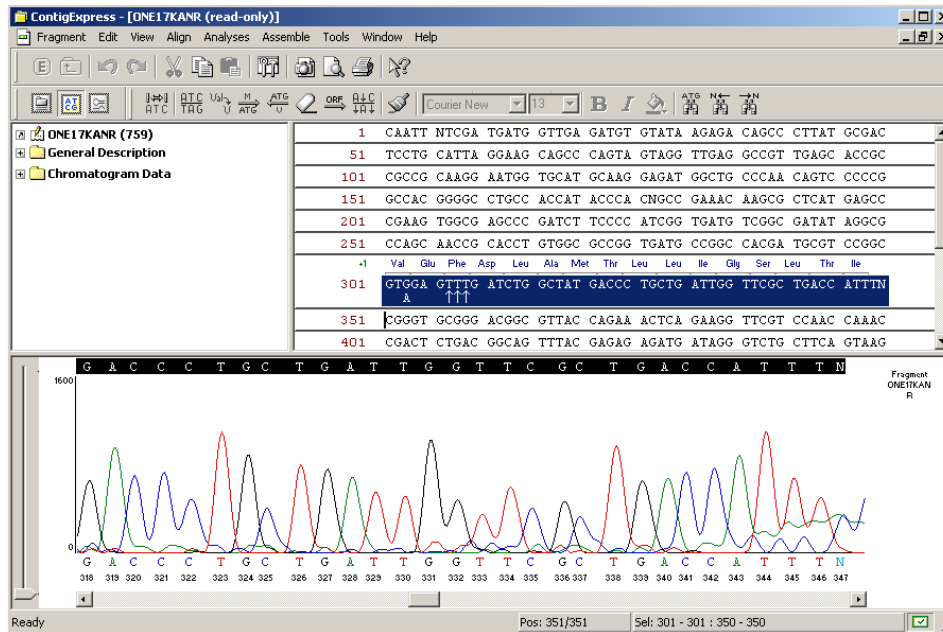 ContigExpress - [ONE17KANR (read-only)]
Fragment Edit View Align Analyses Assemble Tools Window Help
Courier New 13 B I
ONE17KANR (759)
General Description
Chromatogram Data
1 CAATT NTCGA TGATG GTTGA GATGT GTATA AGAGA CAGCC CTTAT GCGAC
51 TCCTG CATTA GGAAG CAGCC CAGTA GTAGG TTGAG GCCGT TGAGC ACCGC
101 CGCCG CAAGG AATGG TGCAT GCAAG GAGAT GGCTG GCCCAA CAGTC CCCCG
151 GCCAC GGGGC CTGCC ACCAT ACCCA CNGCC GAAAC AAGCG CTCAT GAGCC
201 CGAAG TGGCG AGCCC GATCT TCCCC ATCGG TGATG TCGGC GATAT AGGCG
251 CCAGC AACCG CACCT GTGGC GCCGG TGATG CCGGC CACGA TGCGT CCGGC
+1 Val Glu Phe Asp Leu Ala Met Thr Leu Leu Ile Gly Ser Leu Thr Ile
301 GTGGA GTTTG ATCTG GCTAT GACCC TGCTG ATTGG TTCGC TGACC ATTTN
A ↑↑↑
351 CGGGT GCGGG ACGGC GTTAC CAGAA ACTCA GAAGG TTCGT CCAAC CAAAC
401 CGACT CTGAC GGCAG TTTAC GAGAG AGATG ATAGG GTCTG CTTCA GTAAG
G A C C C T G C T G A T T G G T T C G C T G A C C A T T T N
1600
Fragment
ONE17KAN
R
0
G A C C C T G C T G A T T G G T T C G C T G A C C A T T T N
318 319 320 321 322 323 324 325 326 327 328 329 330 331 332 333 334 335 336 337 338 339 340 341 342 343 344 345 346 347
Ready Pos: 351/351 Sel: 301 - 301 : 350 - 350